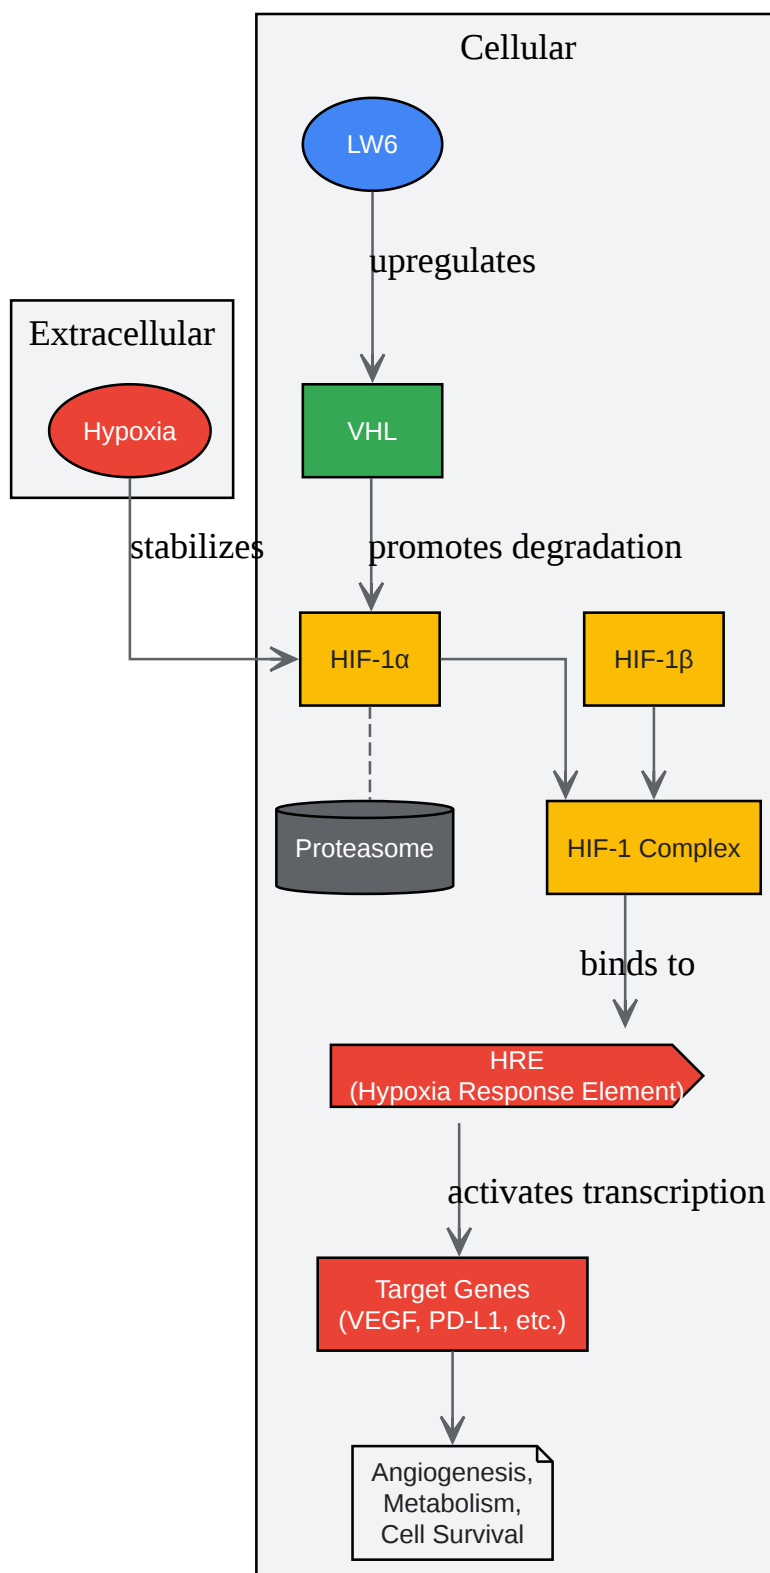 Cellular
LW6
upregulates
Extracellular
Hypoxia
VHL
stabilizes
promotes degradation
HIF-1α
HIF-1β
Proteasome
HIF-1 Complex
binds to
HRE
(Hypoxia Response Element)
activates transcription
Target Genes
(VEGF, PD-L1, etc.)
Angiogenesis,
Metabolism,
Cell Survival